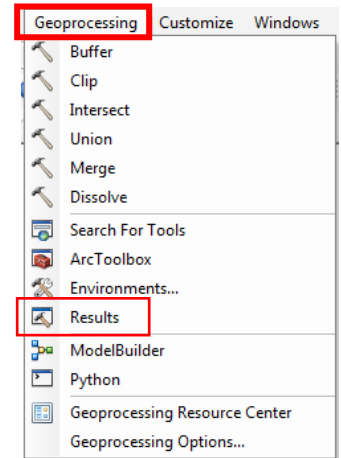 Geoprocessing Customize Windows
Buffer
Clip
Intersect
Union
Merge
Dissolve
Search For Tools
ArcToolbox
Environments...
Results
ModelBuilder
Python
Geoprocessing Resource Center
Geoprocessing Options...